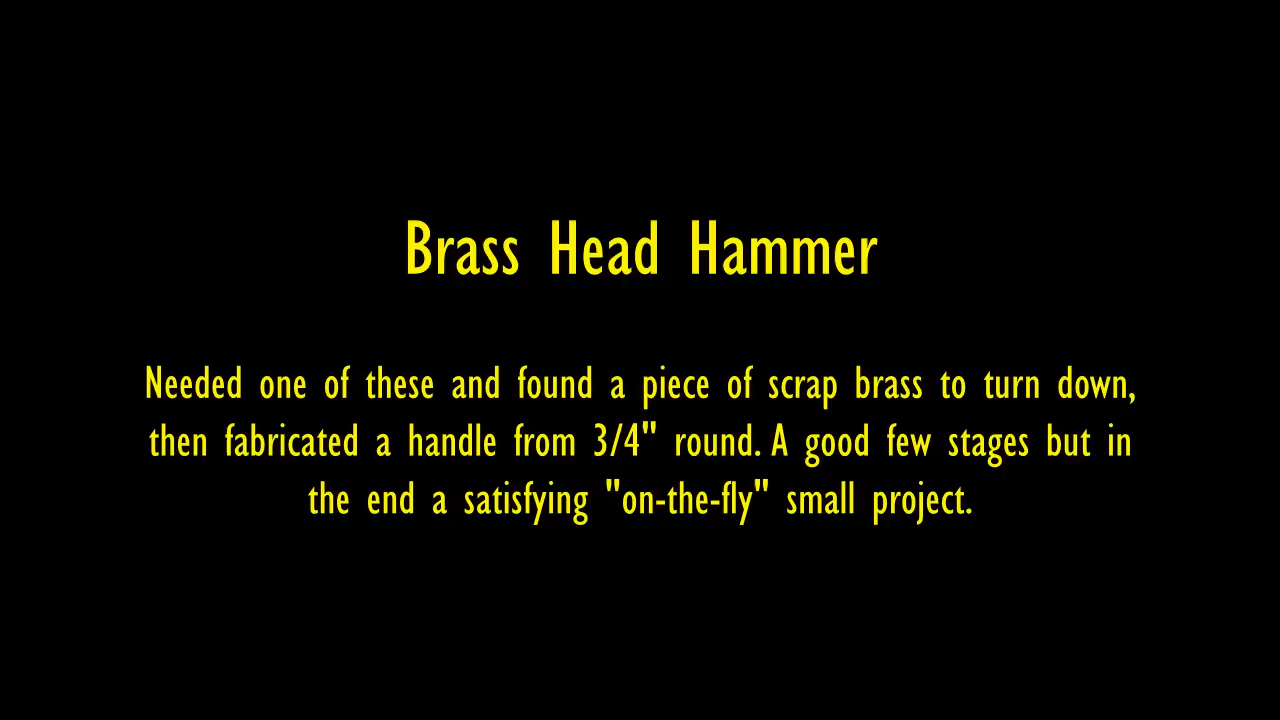 Brass Head Hammer
Needed one of these and found a piece of scrap brass to turn down,
then fabricated a handle from 3/4" round. A good few stages but in
the end a satisfying "on-the-fly" small project.